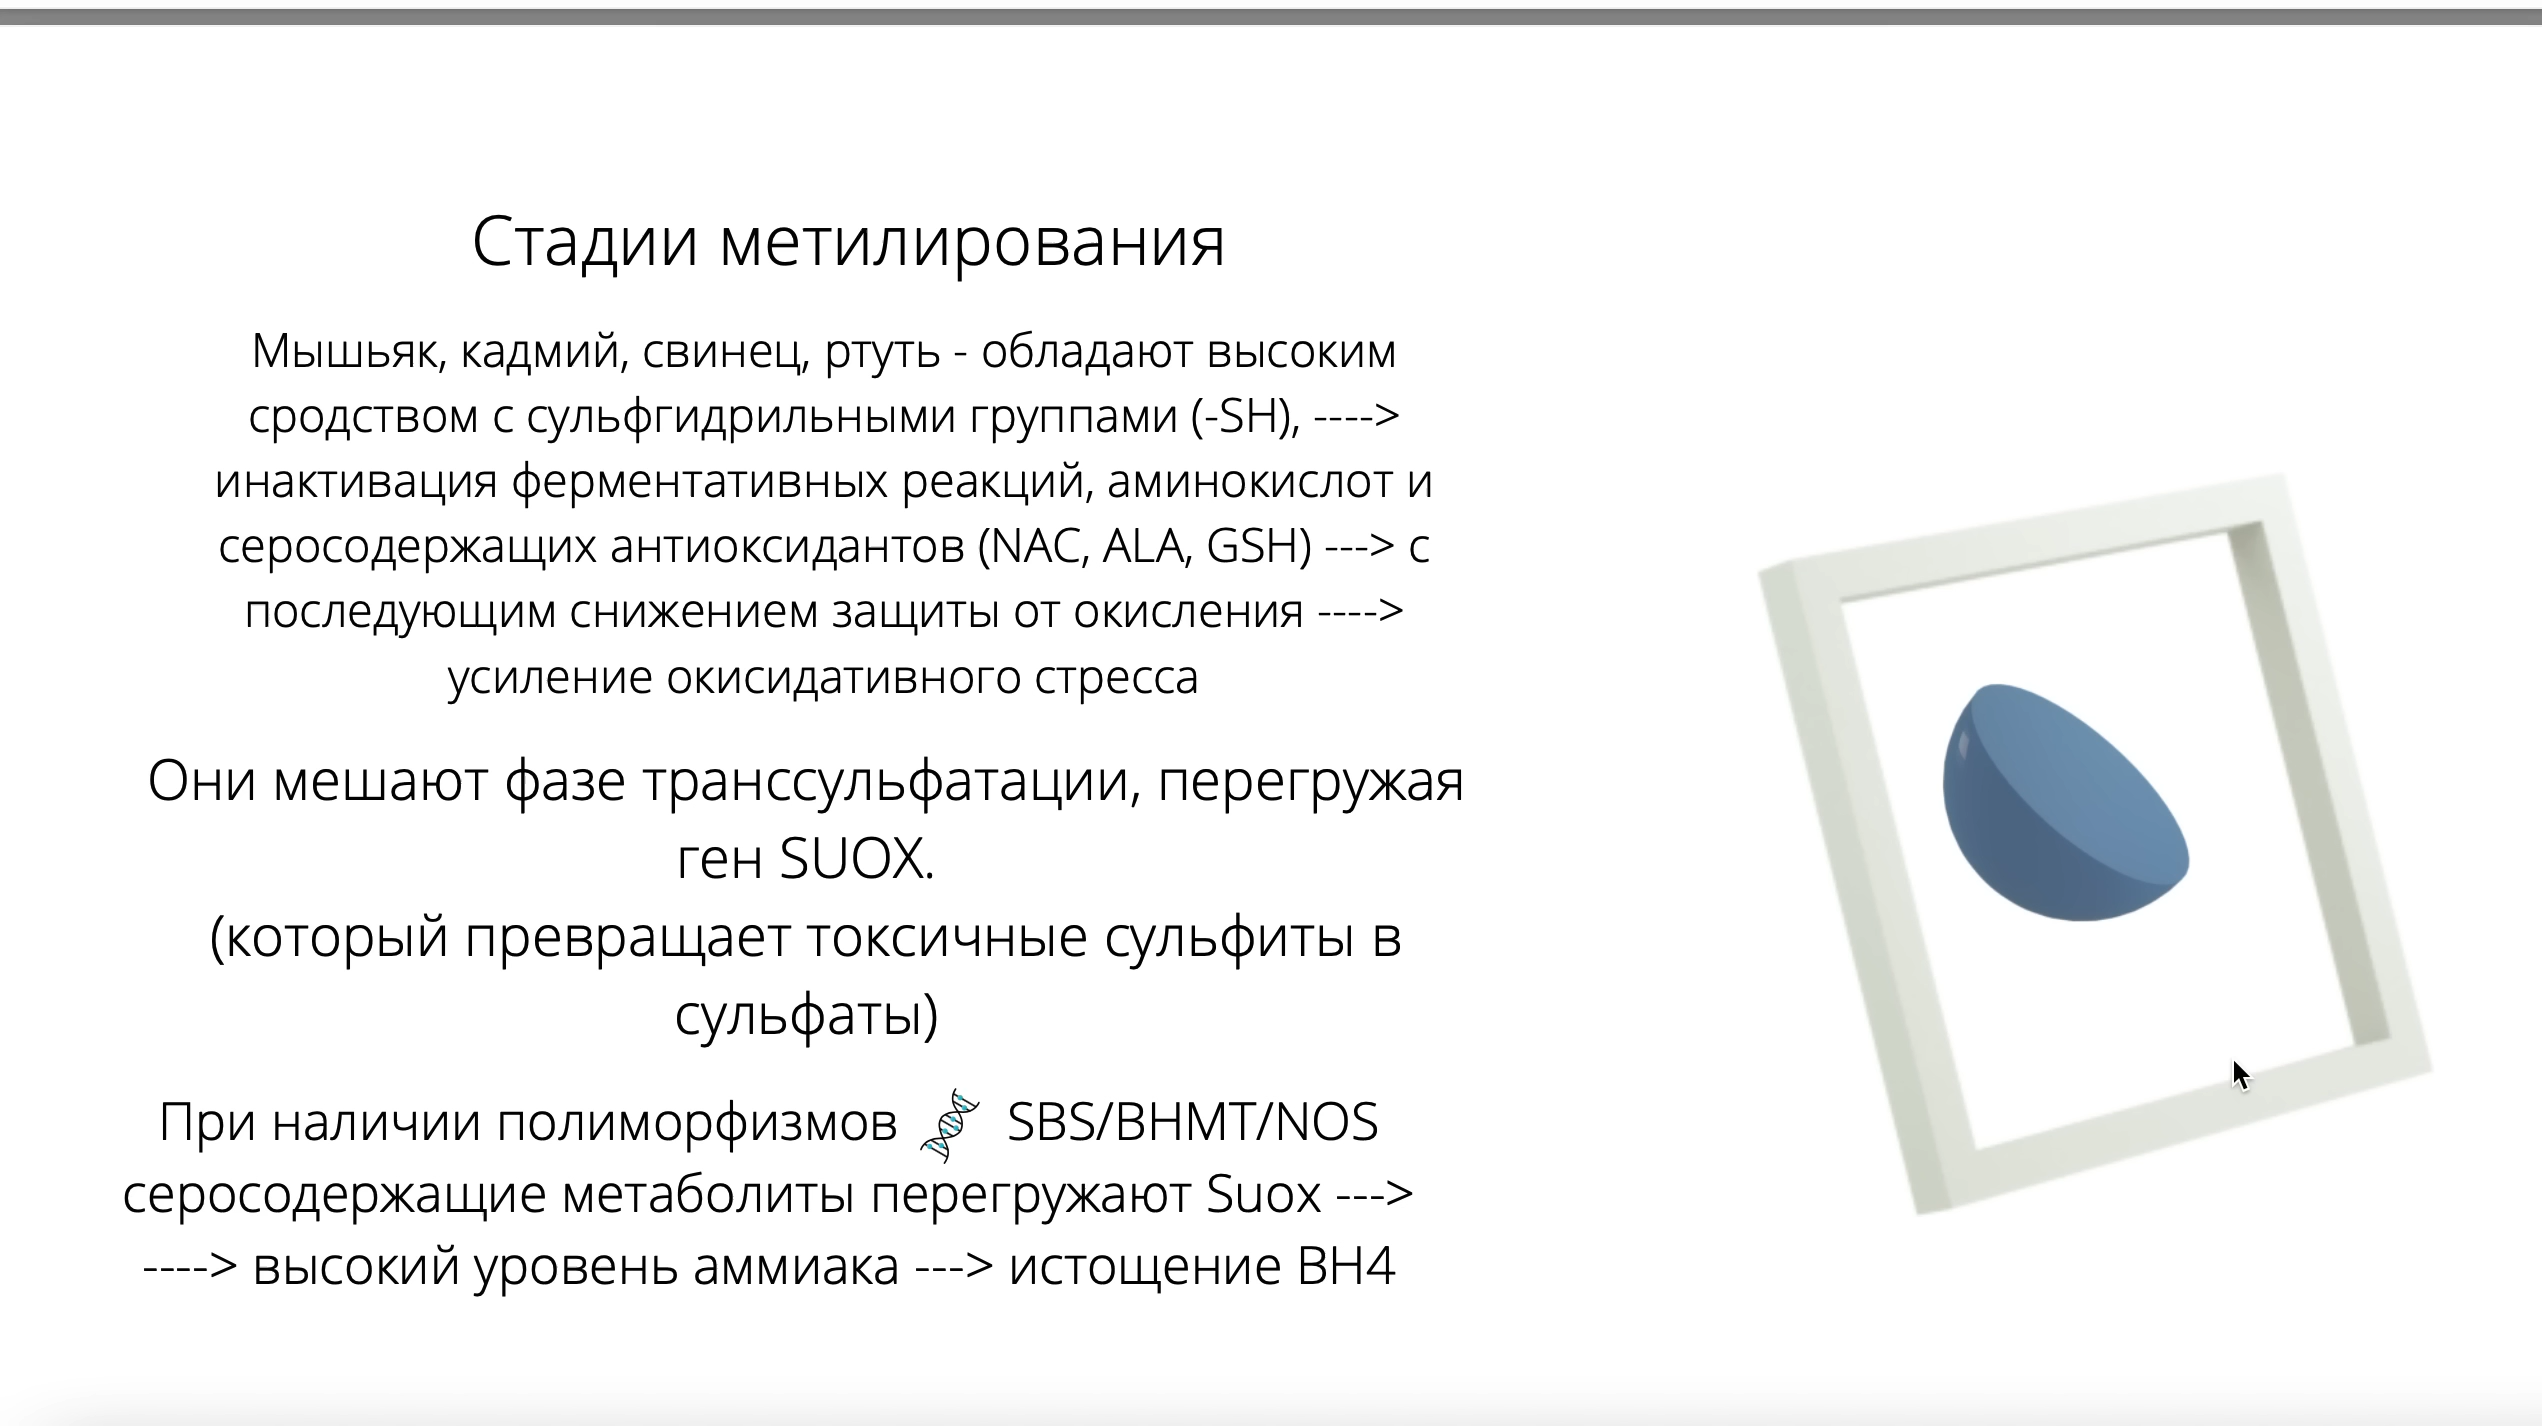 Стадии метилирования
Мышьяк, кадмий, свинец, ртуть - обладают высоким
сродством с сульфгидрильными группами (-SH), ---->
инактивация ферментативных реакций, аминокислот и
серосодержащих антиоксидантов (NAC, ALA, GSH) ---> с
последующим снижением защиты от окисления ---->
усиление окисидативного стресса
Они мешают фазе транссульфатации, перегружая
ген SUOX.
(который превращает токсичные сульфиты в
сульфаты)
При наличии полиморфизмов SBS/BHMT/NOS
серосодержащие метаболиты перегружают Suox --->
----> высокий уровень аммиака ---> истощение BH4